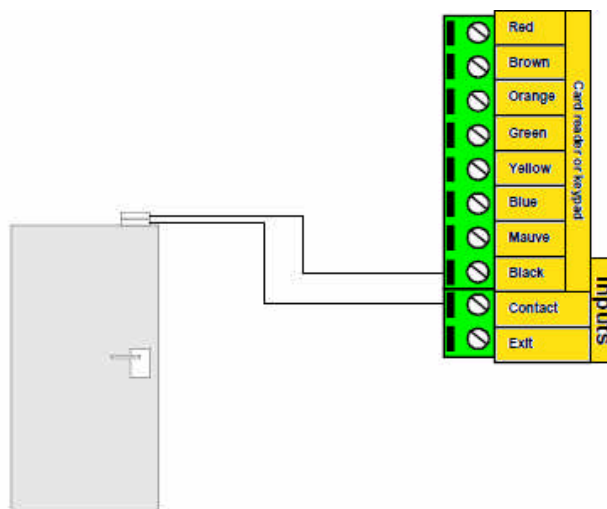 Red
Brown
Orange
Green
Yellow
Blue
Mauve
Black
Contact
Exit
Card reader or keypad
Inputs